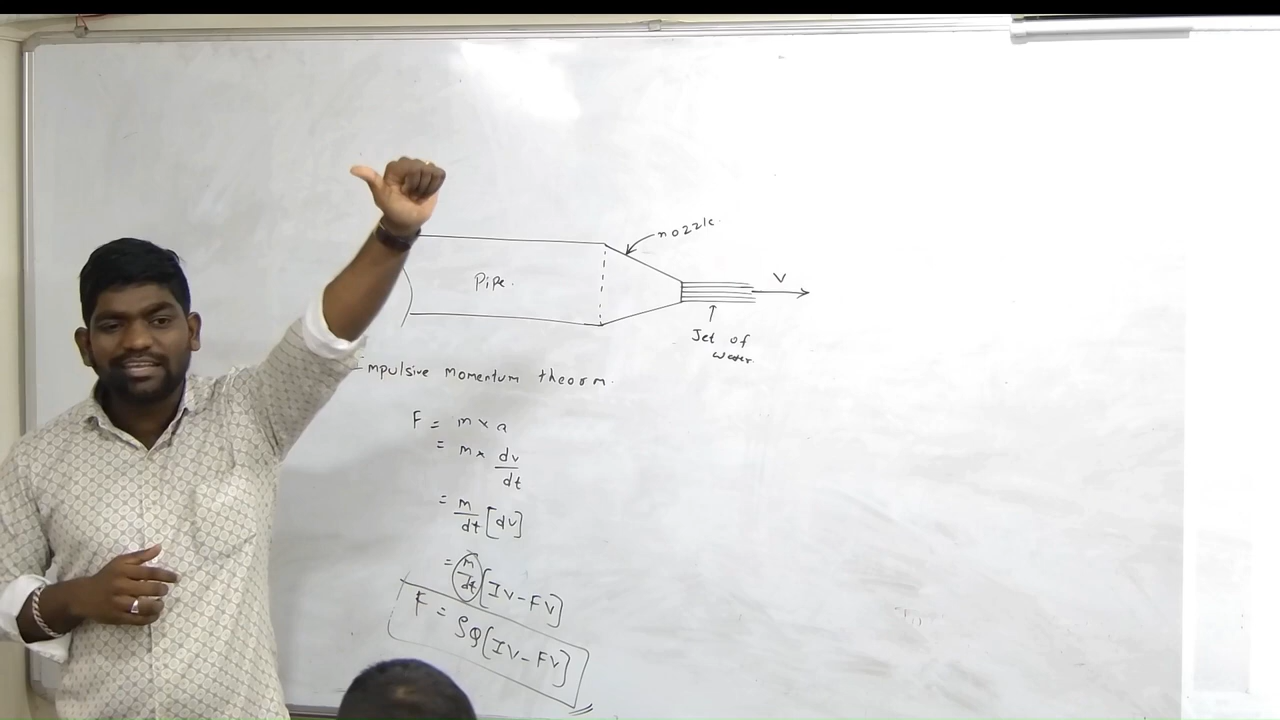 nozzle.
Pipe.
V
Jet of
water.
Impulsive Momentum theorm.
F = m × a
= m × dv/dt
= m/dt [dv]
= m/dt [IV - FV]
F = ρQ [IV - FV]